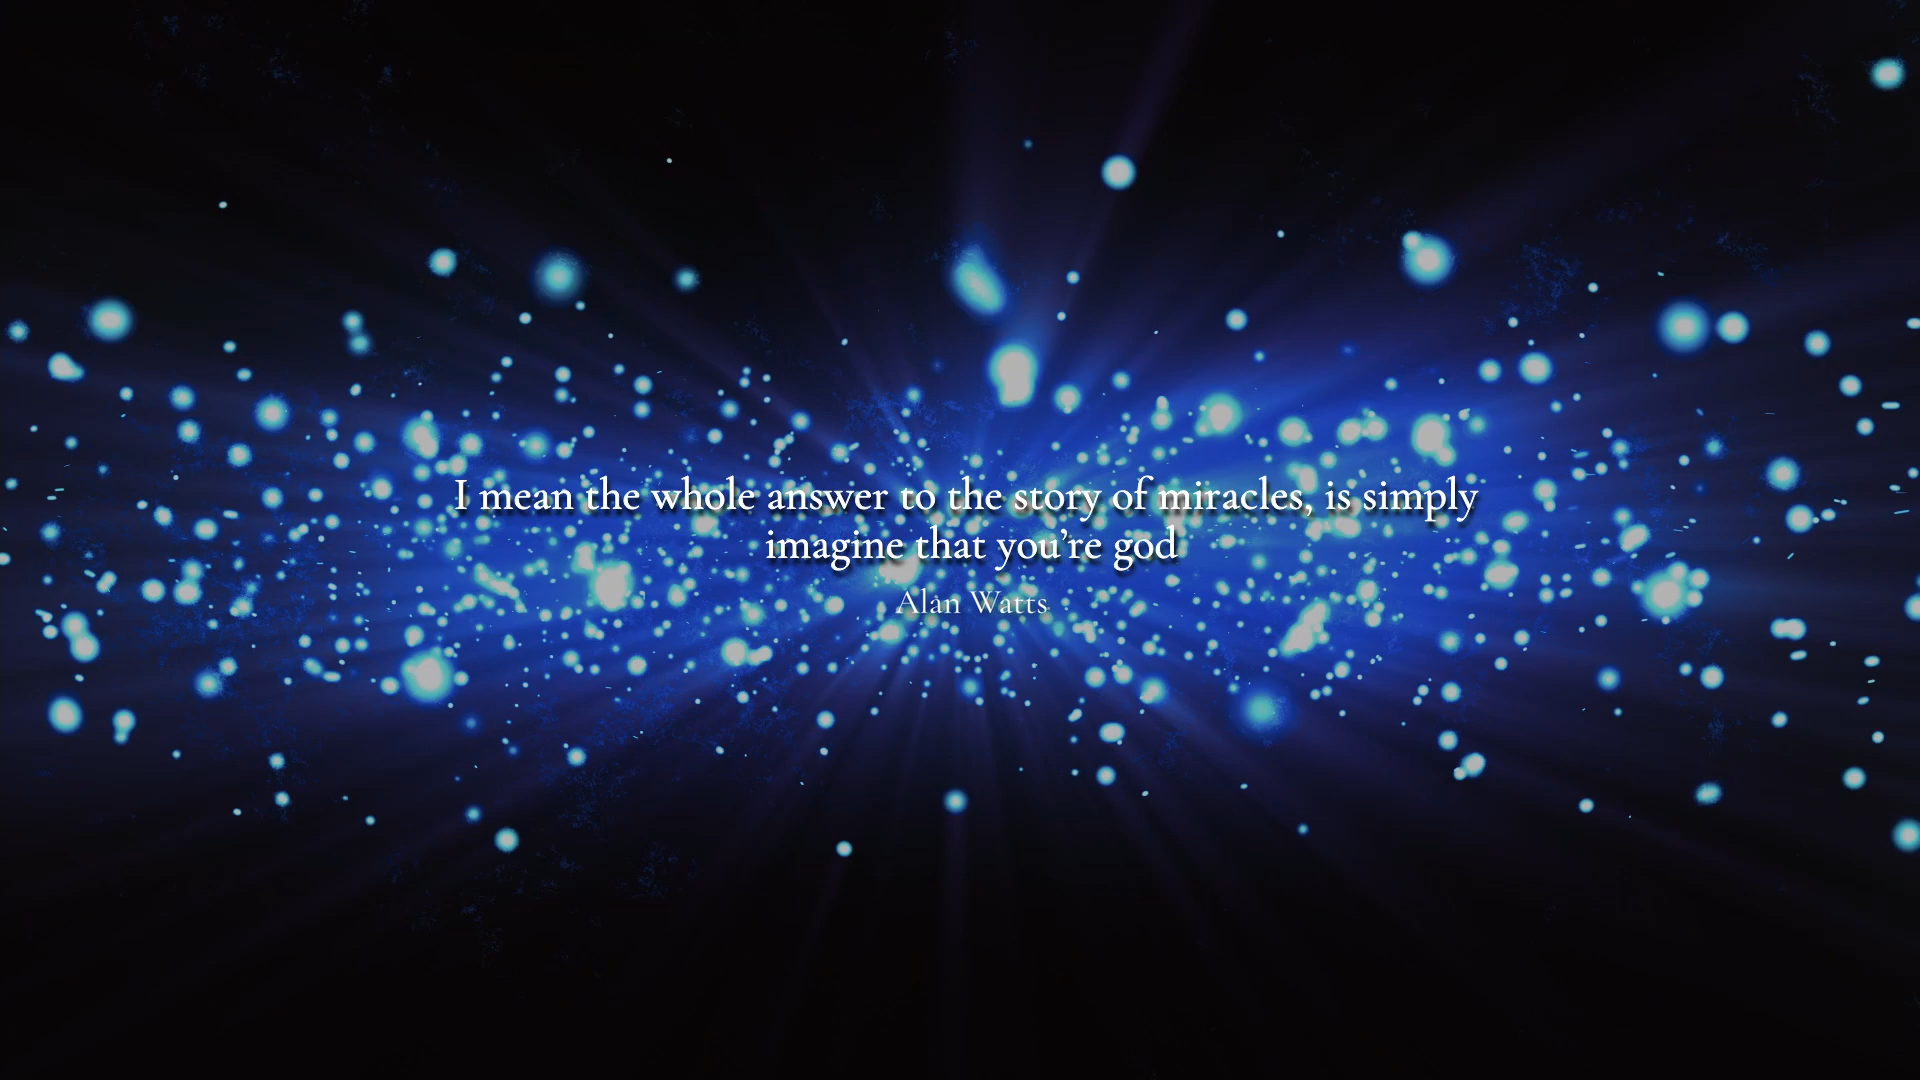 I mean the whole answer to the story of miracles, is simply
imagine that you're god
Alan Watts